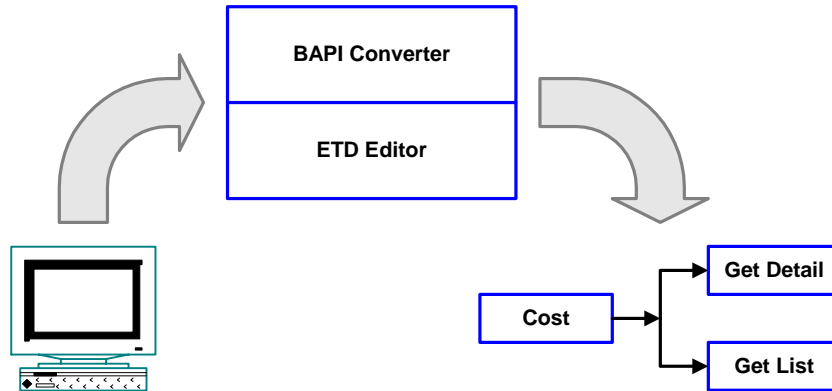 BAPI Converter
ETD Editor
Get Detail
Cost
Get List